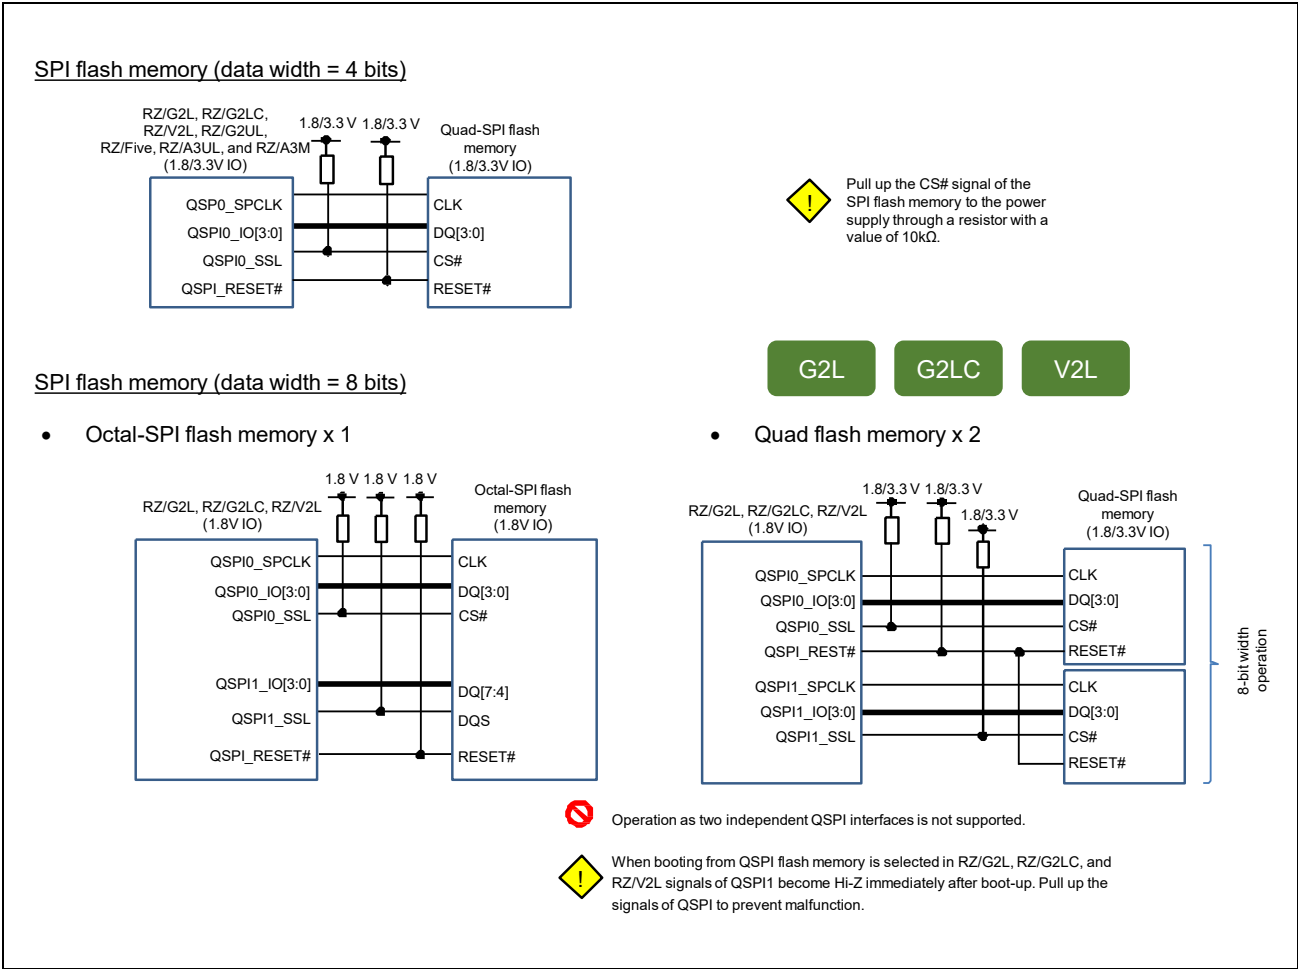 SPI flash memory (data width = 4 bits)
RZ/G2L, RZ/G2LC,
RZ/V2L, RZ/G2UL,
RZ/Five, RZ/A3UL, and RZ/A3M
(1.8/3.3V IO)
1.8/3.3 V 1.8/3.3 V
Quad-SPI flash
memory
(1.8/3.3V IO)
QSP0_SPCLK
QSPI0_IO[3:0]
QSPI0_SSL
QSPI_RESET#
CLK
DQ[3:0]
CS#
RESET#
!
Pull up the CS# signal of the
SPI flash memory to the power
supply through a resistor with a
value of 10kΩ.
G2L
G2LC
V2L
SPI flash memory (data width = 8 bits)
• Octal-SPI flash memory x 1
RZ/G2L, RZ/G2LC, RZ/V2L
(1.8V IO)
1.8 V 1.8 V 1.8 V
Octal-SPI flash
memory
(1.8V IO)
QSPI0_SPCLK
QSPI0_IO[3:0]
QSPI0_SSL
QSPI1_IO[3:0]
QSPI1_SSL
QSPI_RESET#
CLK
DQ[3:0]
CS#
DQ[7:4]
DQS
RESET#
• Quad flash memory x 2
RZ/G2L, RZ/G2LC, RZ/V2L
(1.8V IO)
1.8/3.3 V 1.8/3.3 V
1.8/3.3 V
Quad-SPI flash
memory
(1.8/3.3V IO)
QSPI0_SPCLK
QSPI0_IO[3:0]
QSPI0_SSL
QSPI_REST#
QSPI1_SPCLK
QSPI1_IO[3:0]
QSPI1_SSL
CLK
DQ[3:0]
CS#
RESET#
CLK
DQ[3:0]
CS#
RESET#
8-bit width
operation
Operation as two independent QSPI interfaces is not supported.
!
When booting from QSPI flash memory is selected in RZ/G2L, RZ/G2LC, and
RZ/V2L signals of QSPI1 become Hi-Z immediately after boot-up. Pull up the
signals of QSPI to prevent malfunction.